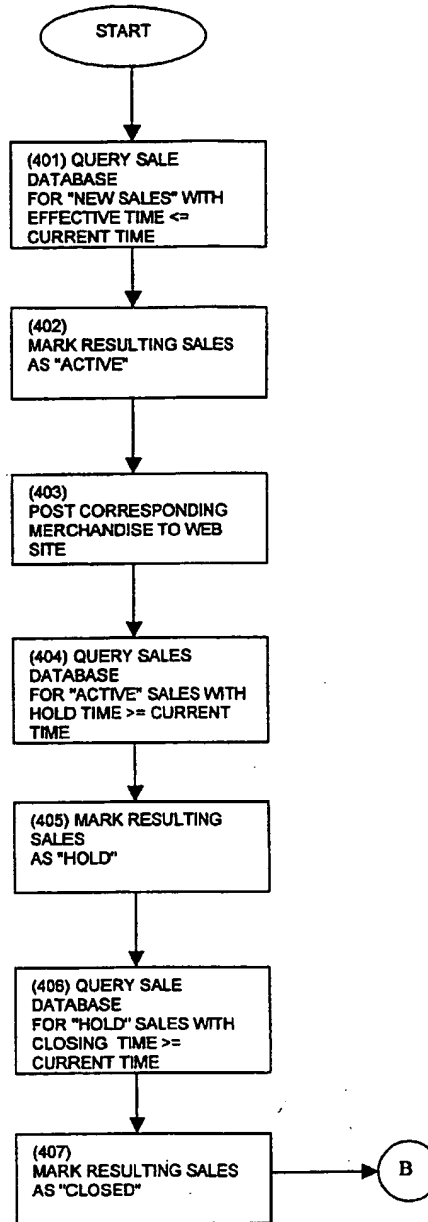 START
(401) QUERY SALE
DATABASE
FOR "NEW SALES" WITH
EFFECTIVE TIME <=
CURRENT TIME
(402)
MARK RESULTING SALES
AS "ACTIVE"
(403)
POST CORRESPONDING
MERCHANDISE TO WEB
SITE
(404) QUERY SALES
DATABASE
FOR "ACTIVE" SALES WITH
HOLD TIME >= CURRENT
TIME
(405) MARK RESULTING
SALES
AS "HOLD"
(406) QUERY SALE
DATABASE
FOR "HOLD" SALES WITH
CLOSING TIME >=
CURRENT TIME
(407)
MARK RESULTING SALES
AS "CLOSED"
B